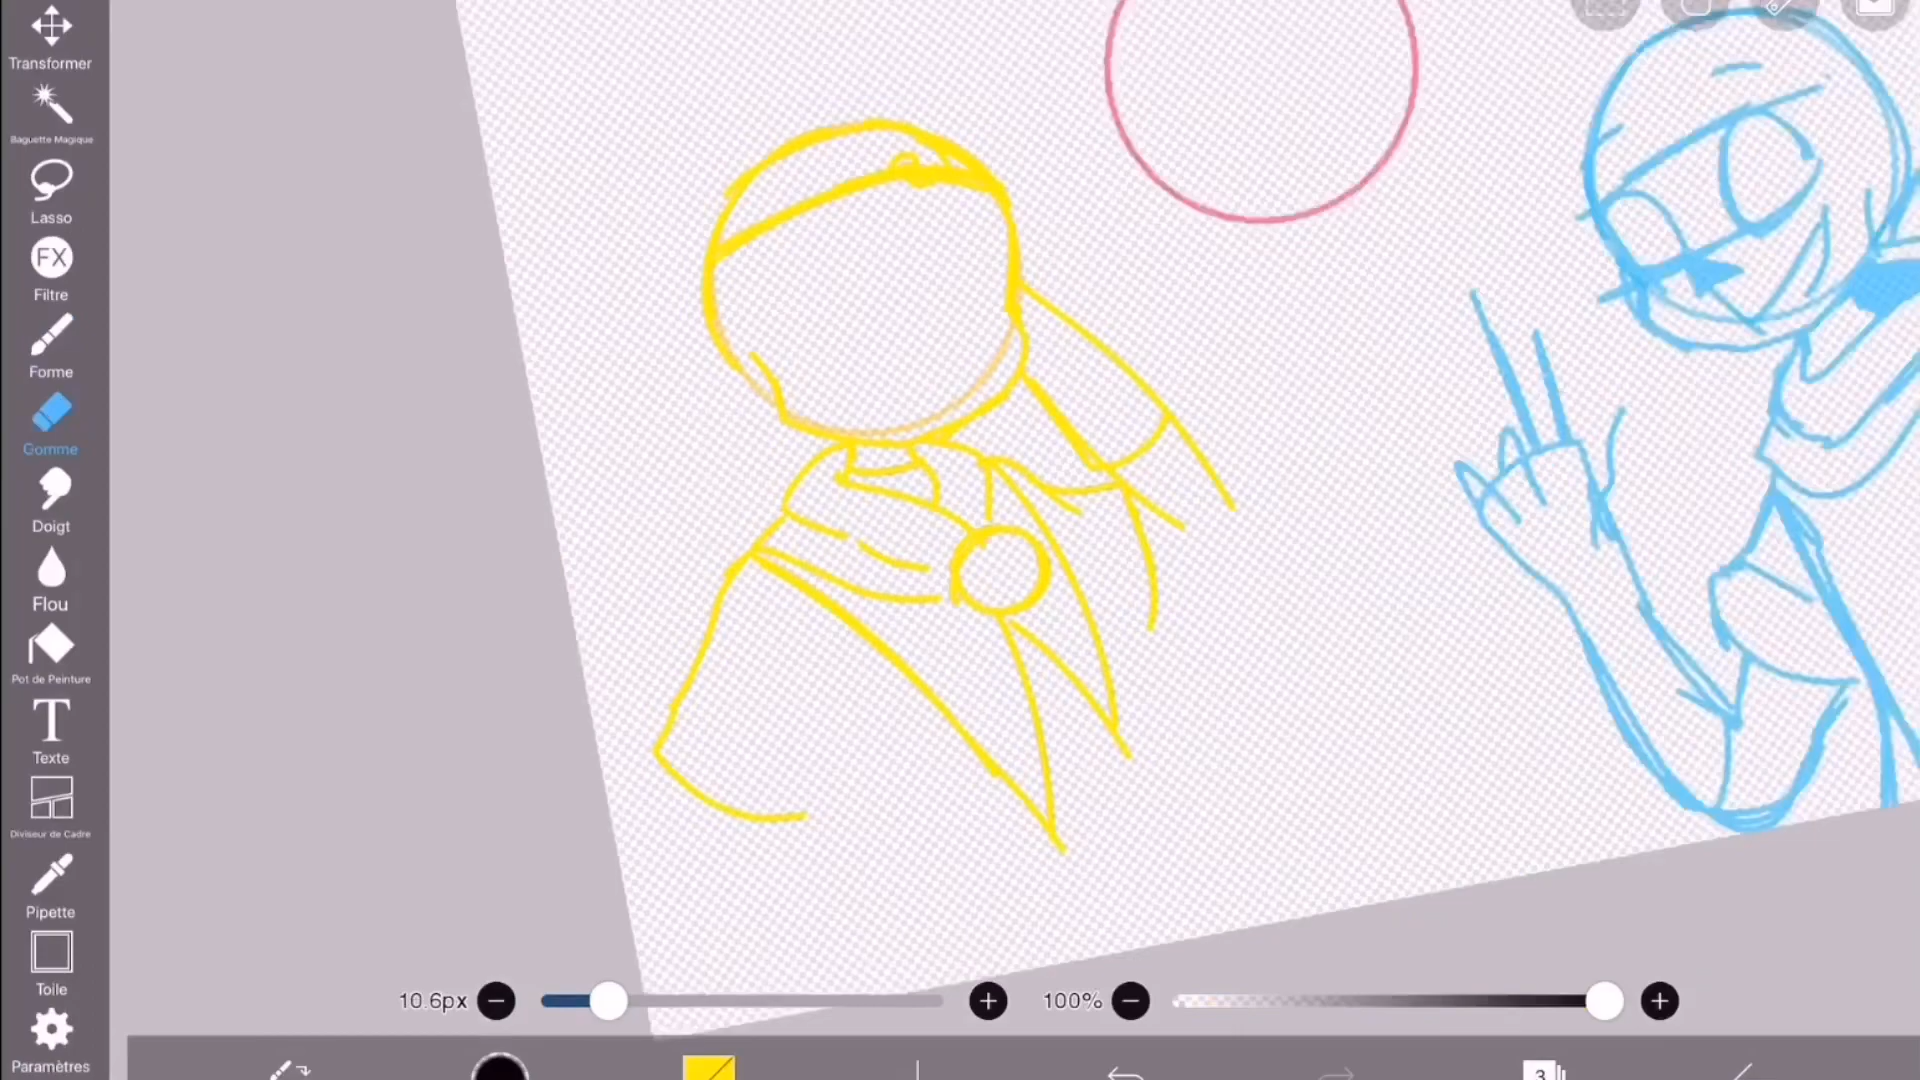 Transformer
Baguette Magique
Lasso
FX
Filtre
Forme
Gomme
Doigt
Flou
Pot de Peinture
T
Texte
Diviseur de Cadre
Pipette
Toile
Paramètres
10.6px
100%
3